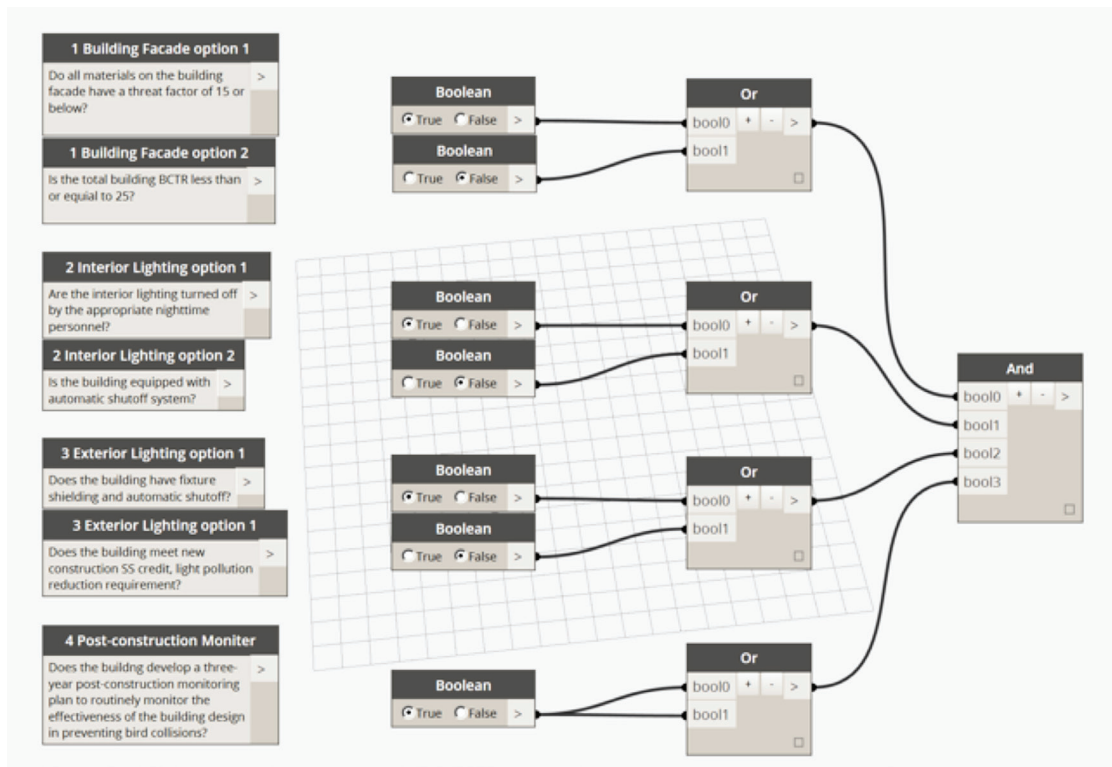 1 Building Facade option 1
Do all materials on the building >
facade have a threat factor of 15 or
below?
1 Building Facade option 2
Is the total building BCTR less than >
or equial to 25?
2 Interior Lighting option 1
Are the interior lighting turned off >
by the appropriate nighttime
personnel?
2 Interior Lighting option 2
Is the building equipped with >
automatic shutoff system?
3 Exterior Lighting option 1
Does the building have fixture >
shielding and automatic shutoff?
3 Exterior Lighting option 1
Does the building meet new >
construction SS credit, light pollution
reduction requirement?
4 Post-construction Moniter
Does the builidng develop a three- >
year post-construction monitoring
plan to routinely monitor the
effectiveness of the building design
in preventing bird collisions?
Boolean
True False >
Boolean
True False >
Or
bool0 + - >
bool1
Boolean
True False >
Boolean
True False >
Or
bool0 + - >
bool1
Boolean
True False >
Boolean
True False >
Or
bool0 + - >
bool1
Boolean
True False >
Or
bool0 + - >
bool1
And
bool0 + - >
bool1
bool2
bool3